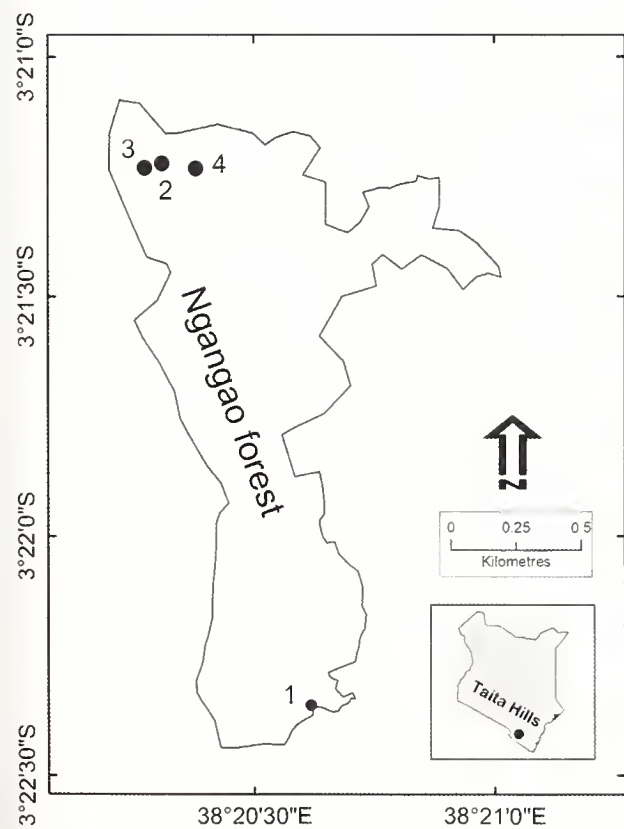 3°21'0"S
3
2
4
3°21'30"S
Ngangao forest
N
3°22'0"S
0 0.25 0 5
Kilometres
1
Taita Hills
3°22'30"S
38°20'30"E 38°21'0"E